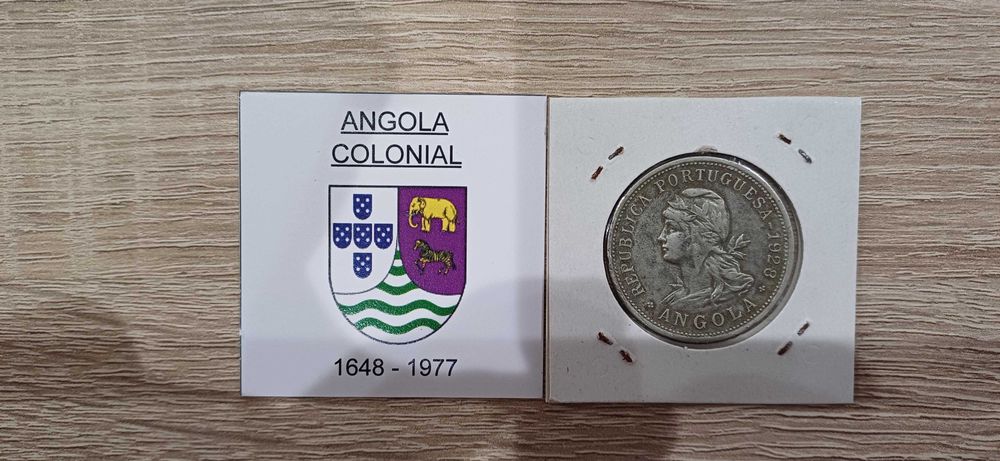 ANGOLA
COLONIAL
1648 - 1977
REPUBLICA PORTUGUESA-1928
* ANGOLA *